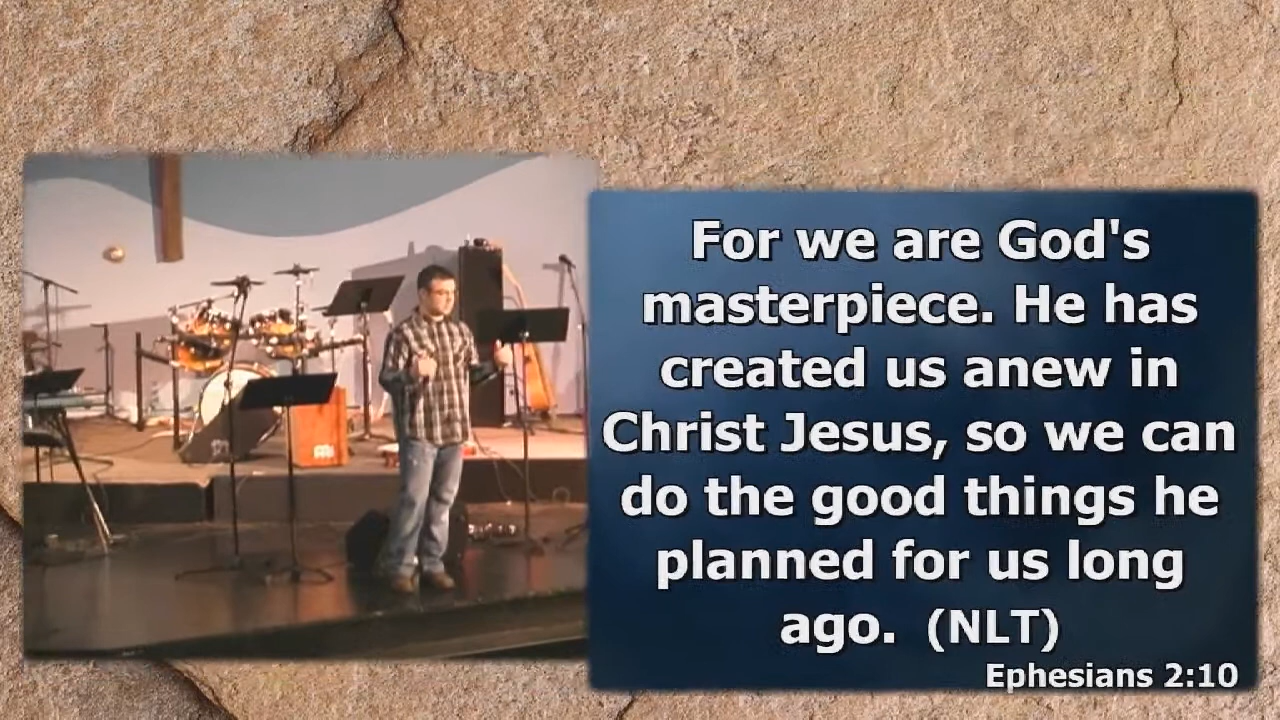 For we are God's
masterpiece. He has
created us anew in
Christ Jesus, so we can
do the good things he
planned for us long
ago. (NLT)
Ephesians 2:10